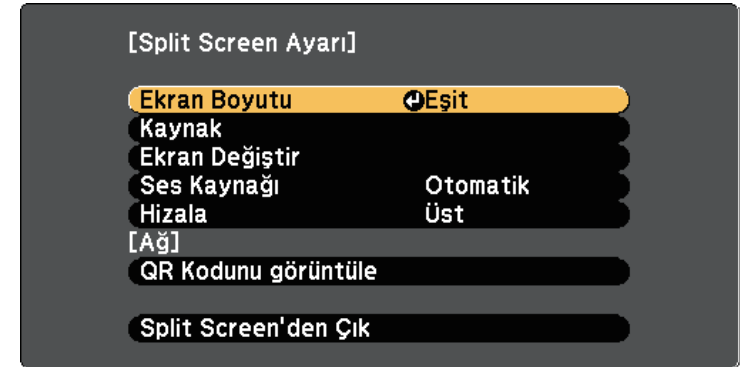 [Split Screen Ayarı]
Ekran Boyutu Eşit
Kaynak
Ekran Değiştir
Ses Kaynağı Otomatik
Hizala Üst
[Ağ]
QR Kodunu görüntüle
Split Screen'den Çık